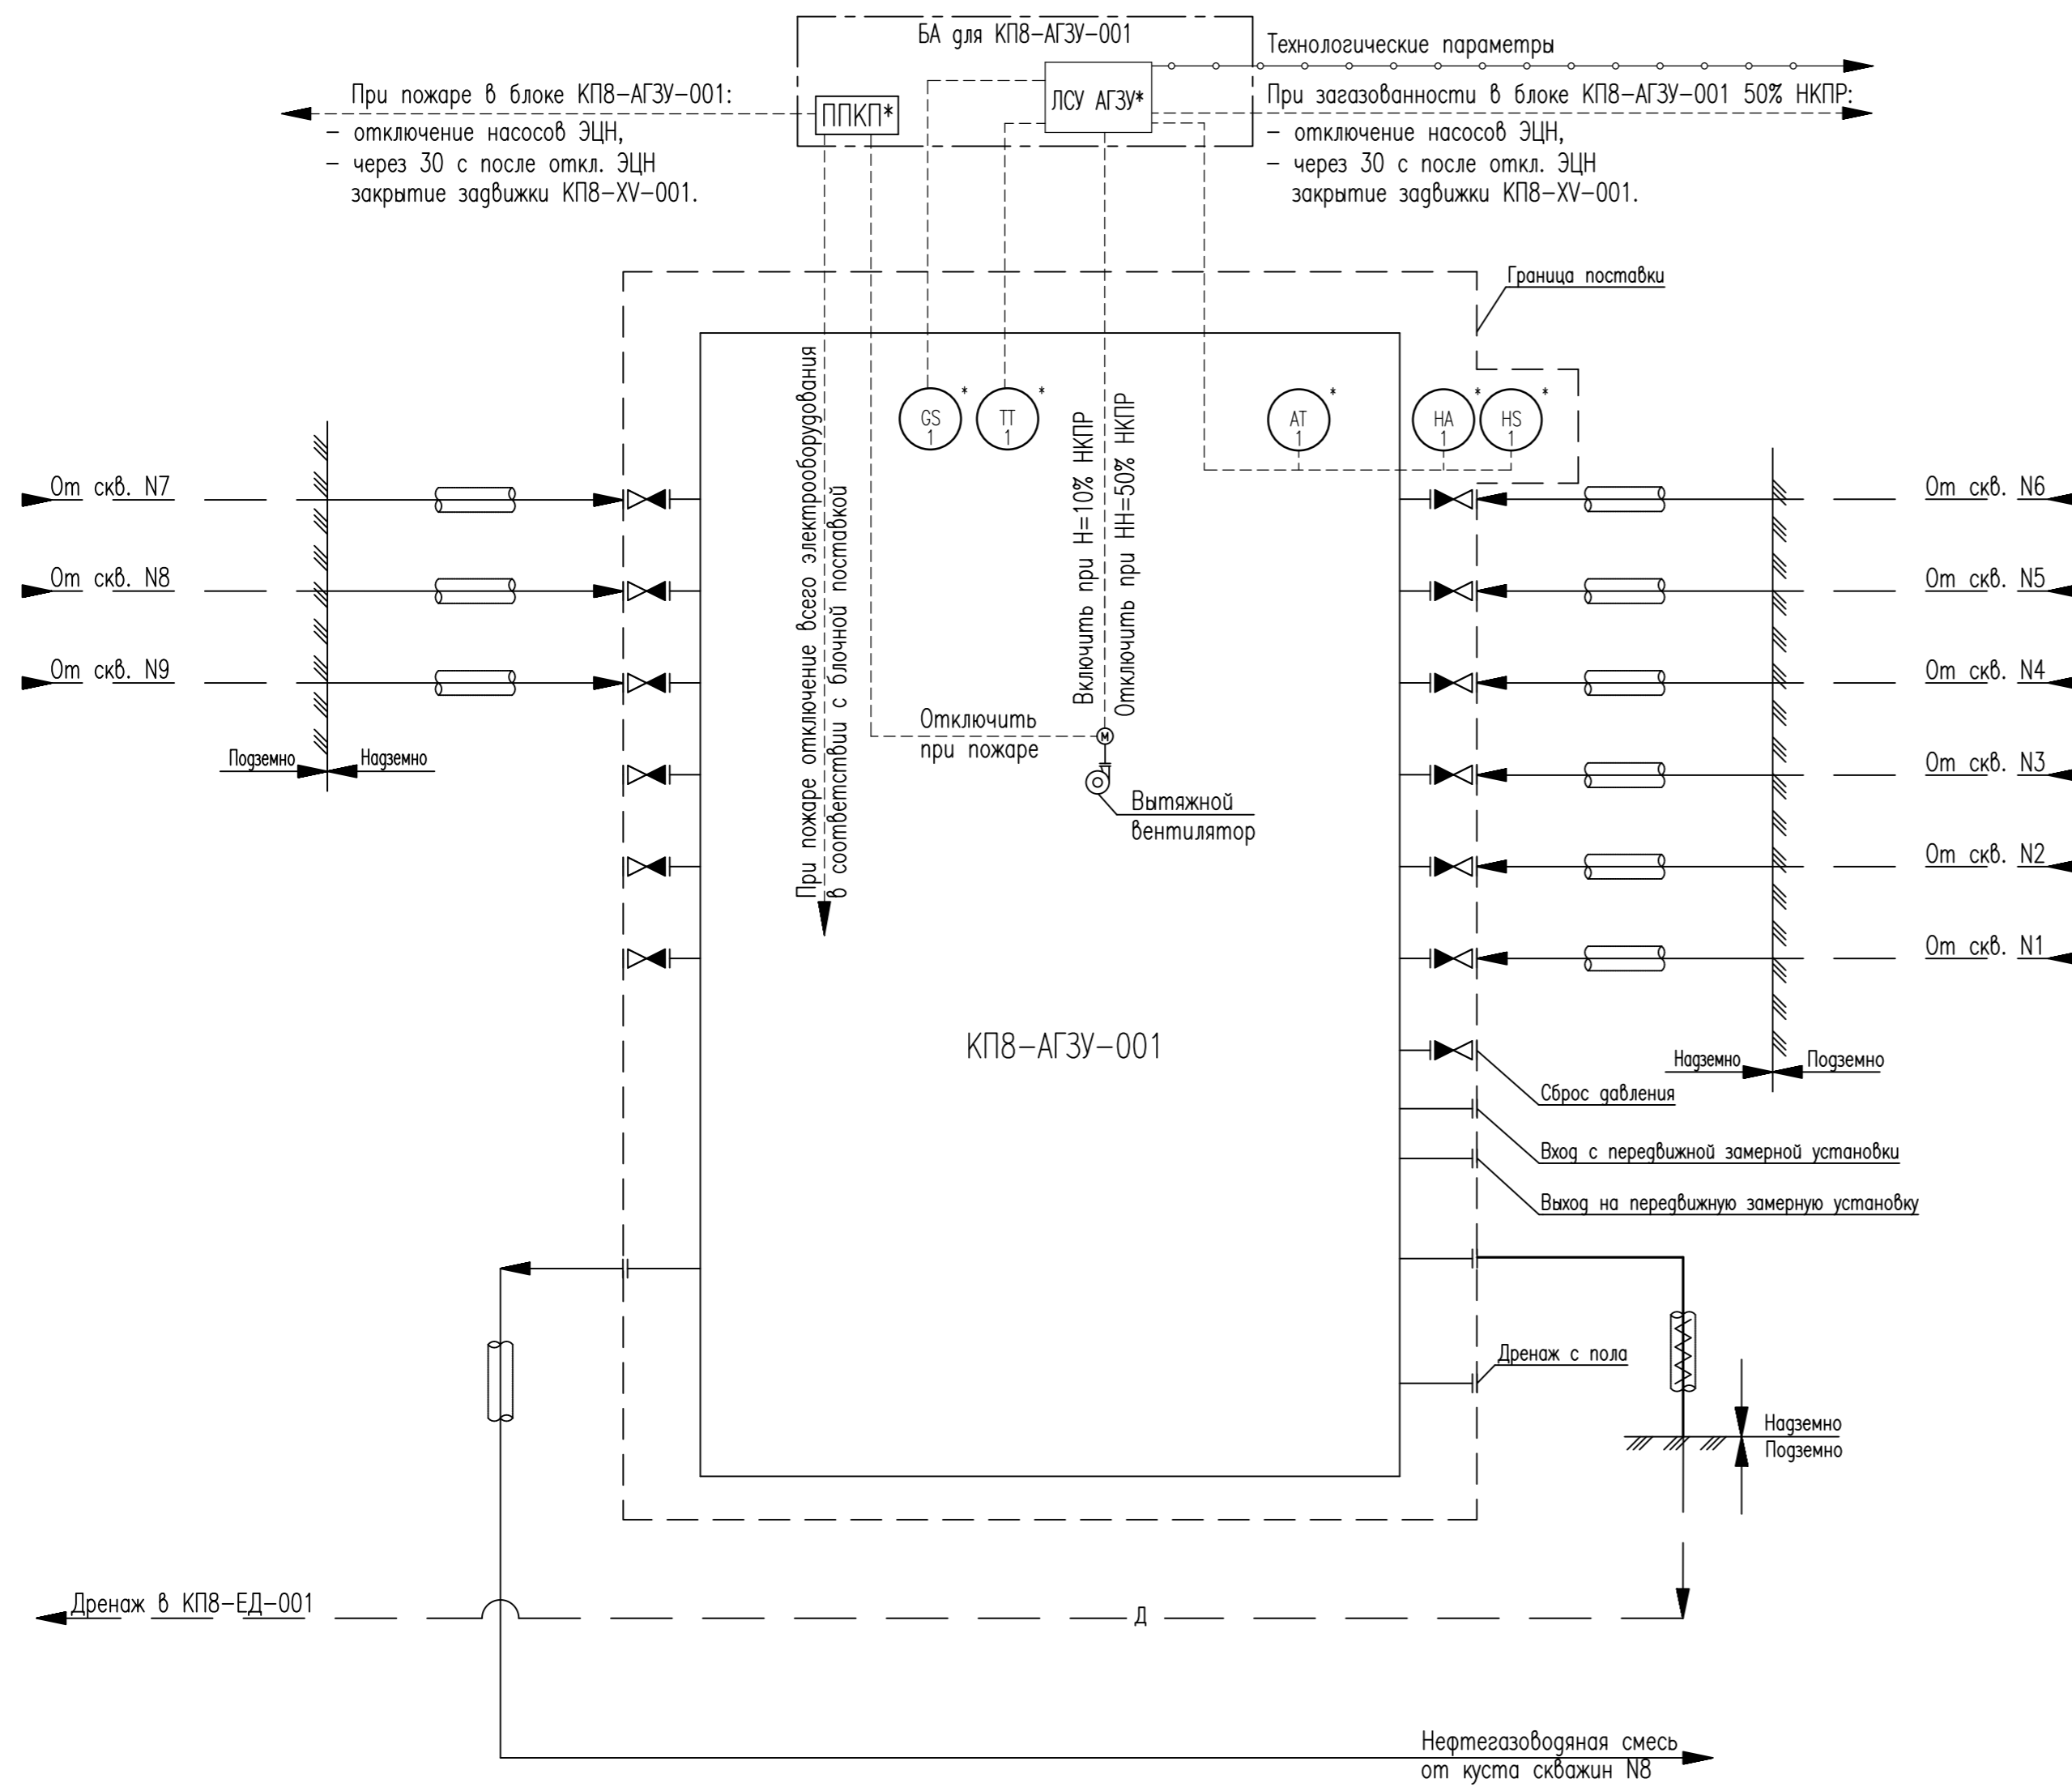 БА для КП8-АГЗУ-001
ППКП*
ЛСУ АГЗУ*
Технологические параметры
При пожаре в блоке КП8-АГЗУ-001:
- отключение насосов ЭЦН,
- через 30 с после откл. ЭЦН
закрытие задвижки КП8-XV-001.
При загазованности в блоке КП8-АГЗУ-001 50% НКПР:
- отключение насосов ЭЦН,
- через 30 с после откл. ЭЦН
закрытие задвижки КП8-XV-001.
Граница поставки
GS
1
*
TT
1
*
AT
1
*
HA
1
*
HS
1
*
При пожаре отключение всего электрооборудования
в соответствии с блочной поставкой
Включить при Н=10% НКПР
Отключить при НН=50% НКПР
Отключить
при пожаре
М
Вытяжной
вентилятор
От скв. N7
От скв. N8
От скв. N9
Подземно
Надземно
От скв. N6
От скв. N5
От скв. N4
От скв. N3
От скв. N2
От скв. N1
Надземно
Подземно
КП8-АГЗУ-001
Сброс давления
Вход с передвижной замерной установки
Выход на передвижную замерную установку
Дренаж с пола
Надземно
Подземно
Дренаж в КП8-ЕД-001
Д
Нефтегазоводяная смесь
от куста скважин N8